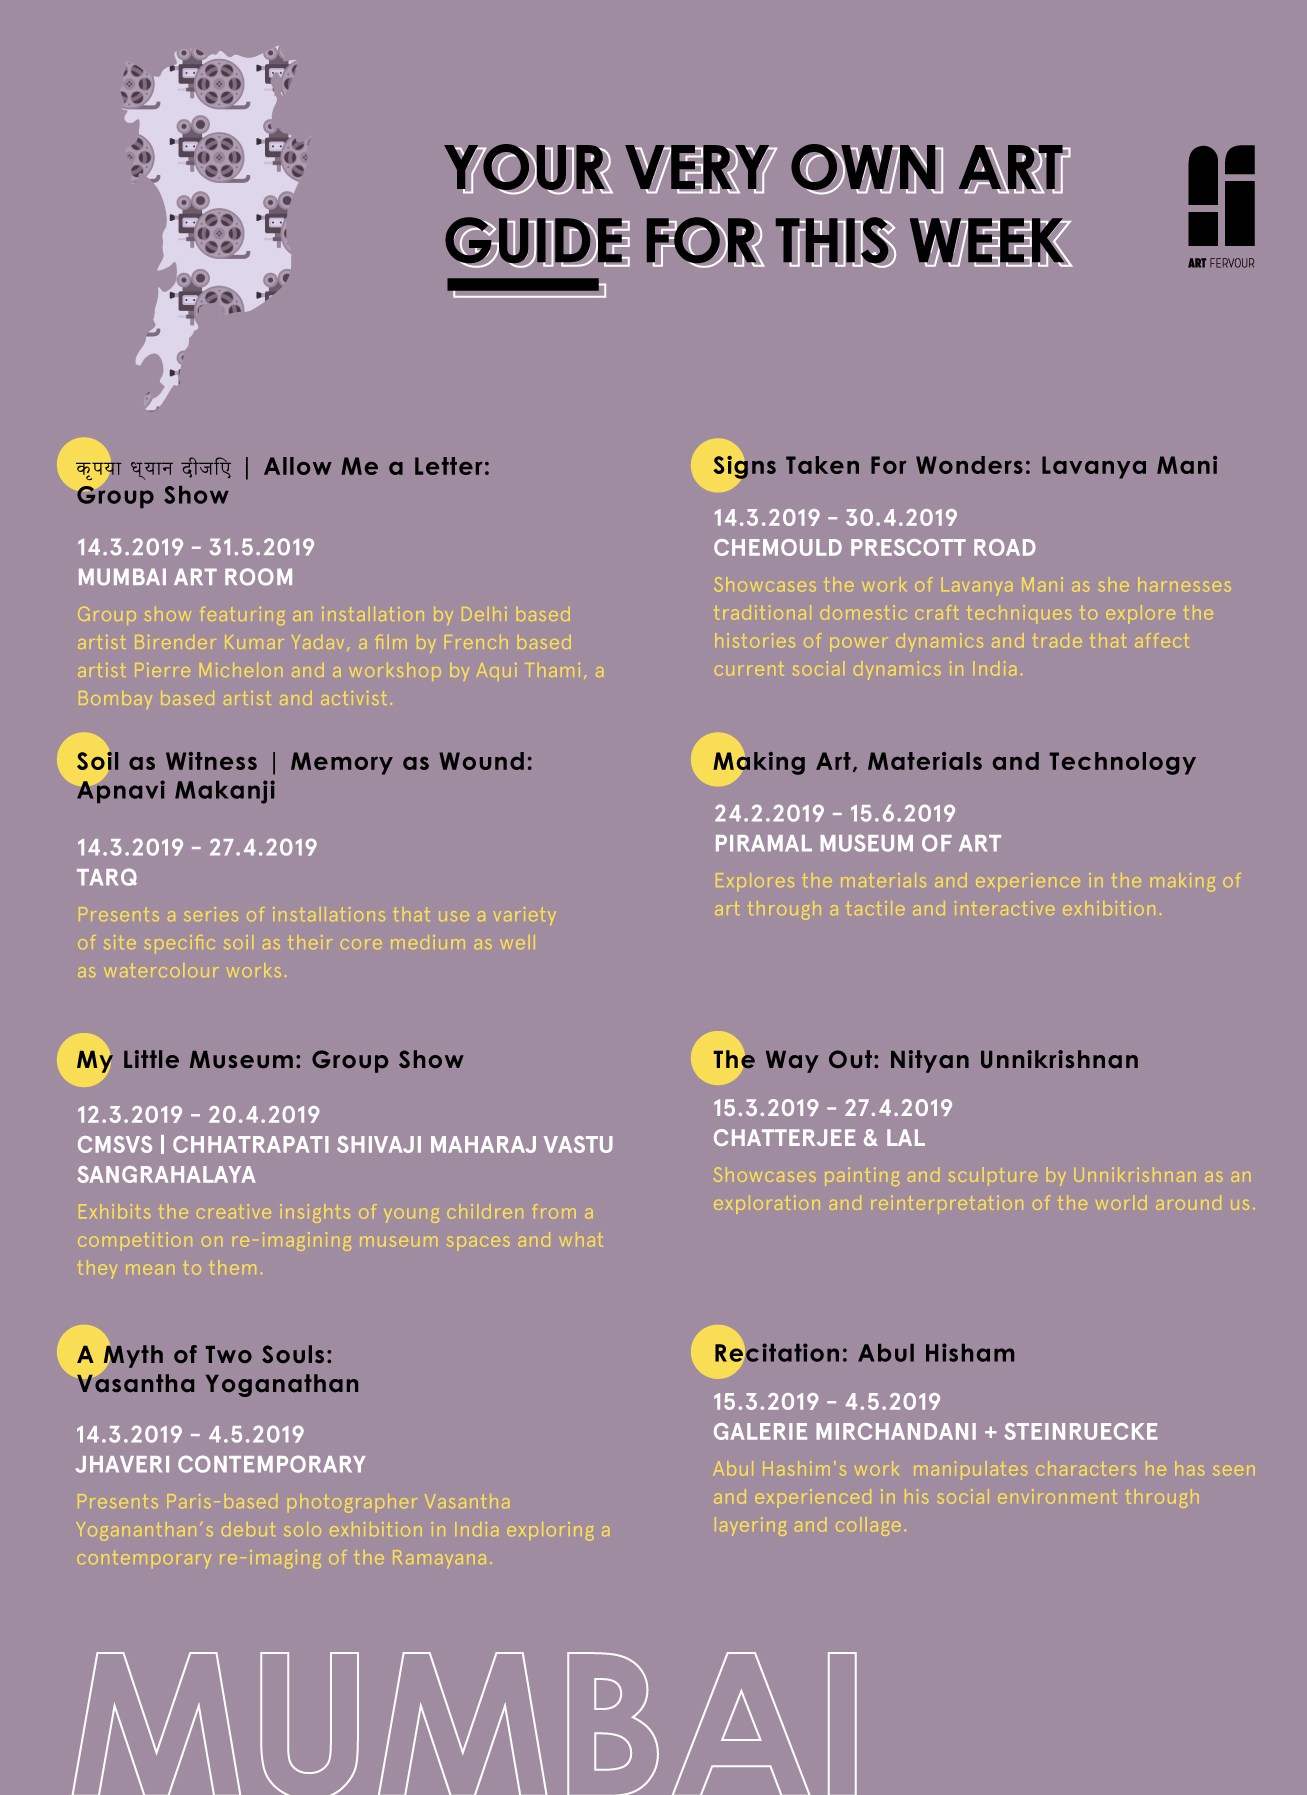 YOUR VERY OWN ART
GUIDE FOR THIS WEEK
ART FERVOUR
कृपया ध्यान दीजिए | Allow Me a Letter:
Group Show
14.3.2019 - 31.5.2019
MUMBAI ART ROOM
Group show featuring an installation by Delhi based
artist Birender Kumar Yadav, a film by French based
artist Pierre Michelon and a workshop by Aqui Thami, a
Bombay based artist and activist.
Signs Taken For Wonders: Lavanya Mani
14.3.2019 - 30.4.2019
CHEMOULD PRESCOTT ROAD
Showcases the work of Lavanya Mani as she harnesses
traditional domestic craft techniques to explore the
histories of power dynamics and trade that affect
current social dynamics in India.
Soil as Witness | Memory as Wound:
Apnavi Makanji
14.3.2019 - 27.4.2019
TARQ
Presents a series of installations that use a variety
of site specific soil as their core medium as well
as watercolour works.
Making Art, Materials and Technology
24.2.2019 - 15.6.2019
PIRAMAL MUSEUM OF ART
Explores the materials and experience in the making of
art through a tactile and interactive exhibition.
My Little Museum: Group Show
12.3.2019 - 20.4.2019
CMSVS | CHHATRAPATI SHIVAJI MAHARAJ VASTU
SANGRAHALAYA
Exhibits the creative insights of young children from a
competition on re-imagining museum spaces and what
they mean to them.
The Way Out: Nityan Unnikrishnan
15.3.2019 - 27.4.2019
CHATTERJEE & LAL
Showcases painting and sculpture by Unnikrishnan as an
exploration and reinterpretation of the world around us.
A Myth of Two Souls:
Vasantha Yoganathan
14.3.2019 - 4.5.2019
JHAVERI CONTEMPORARY
Presents Paris-based photographer Vasantha
Yogananthan's debut solo exhibition in India exploring a
contemporary re-imaging of the Ramayana.
Recitation: Abul Hisham
15.3.2019 - 4.5.2019
GALERIE MIRCHANDANI + STEINRUECKE
Abul Hashim's work manipulates characters he has seen
and experienced in his social environment through
layering and collage.
MUMBAI